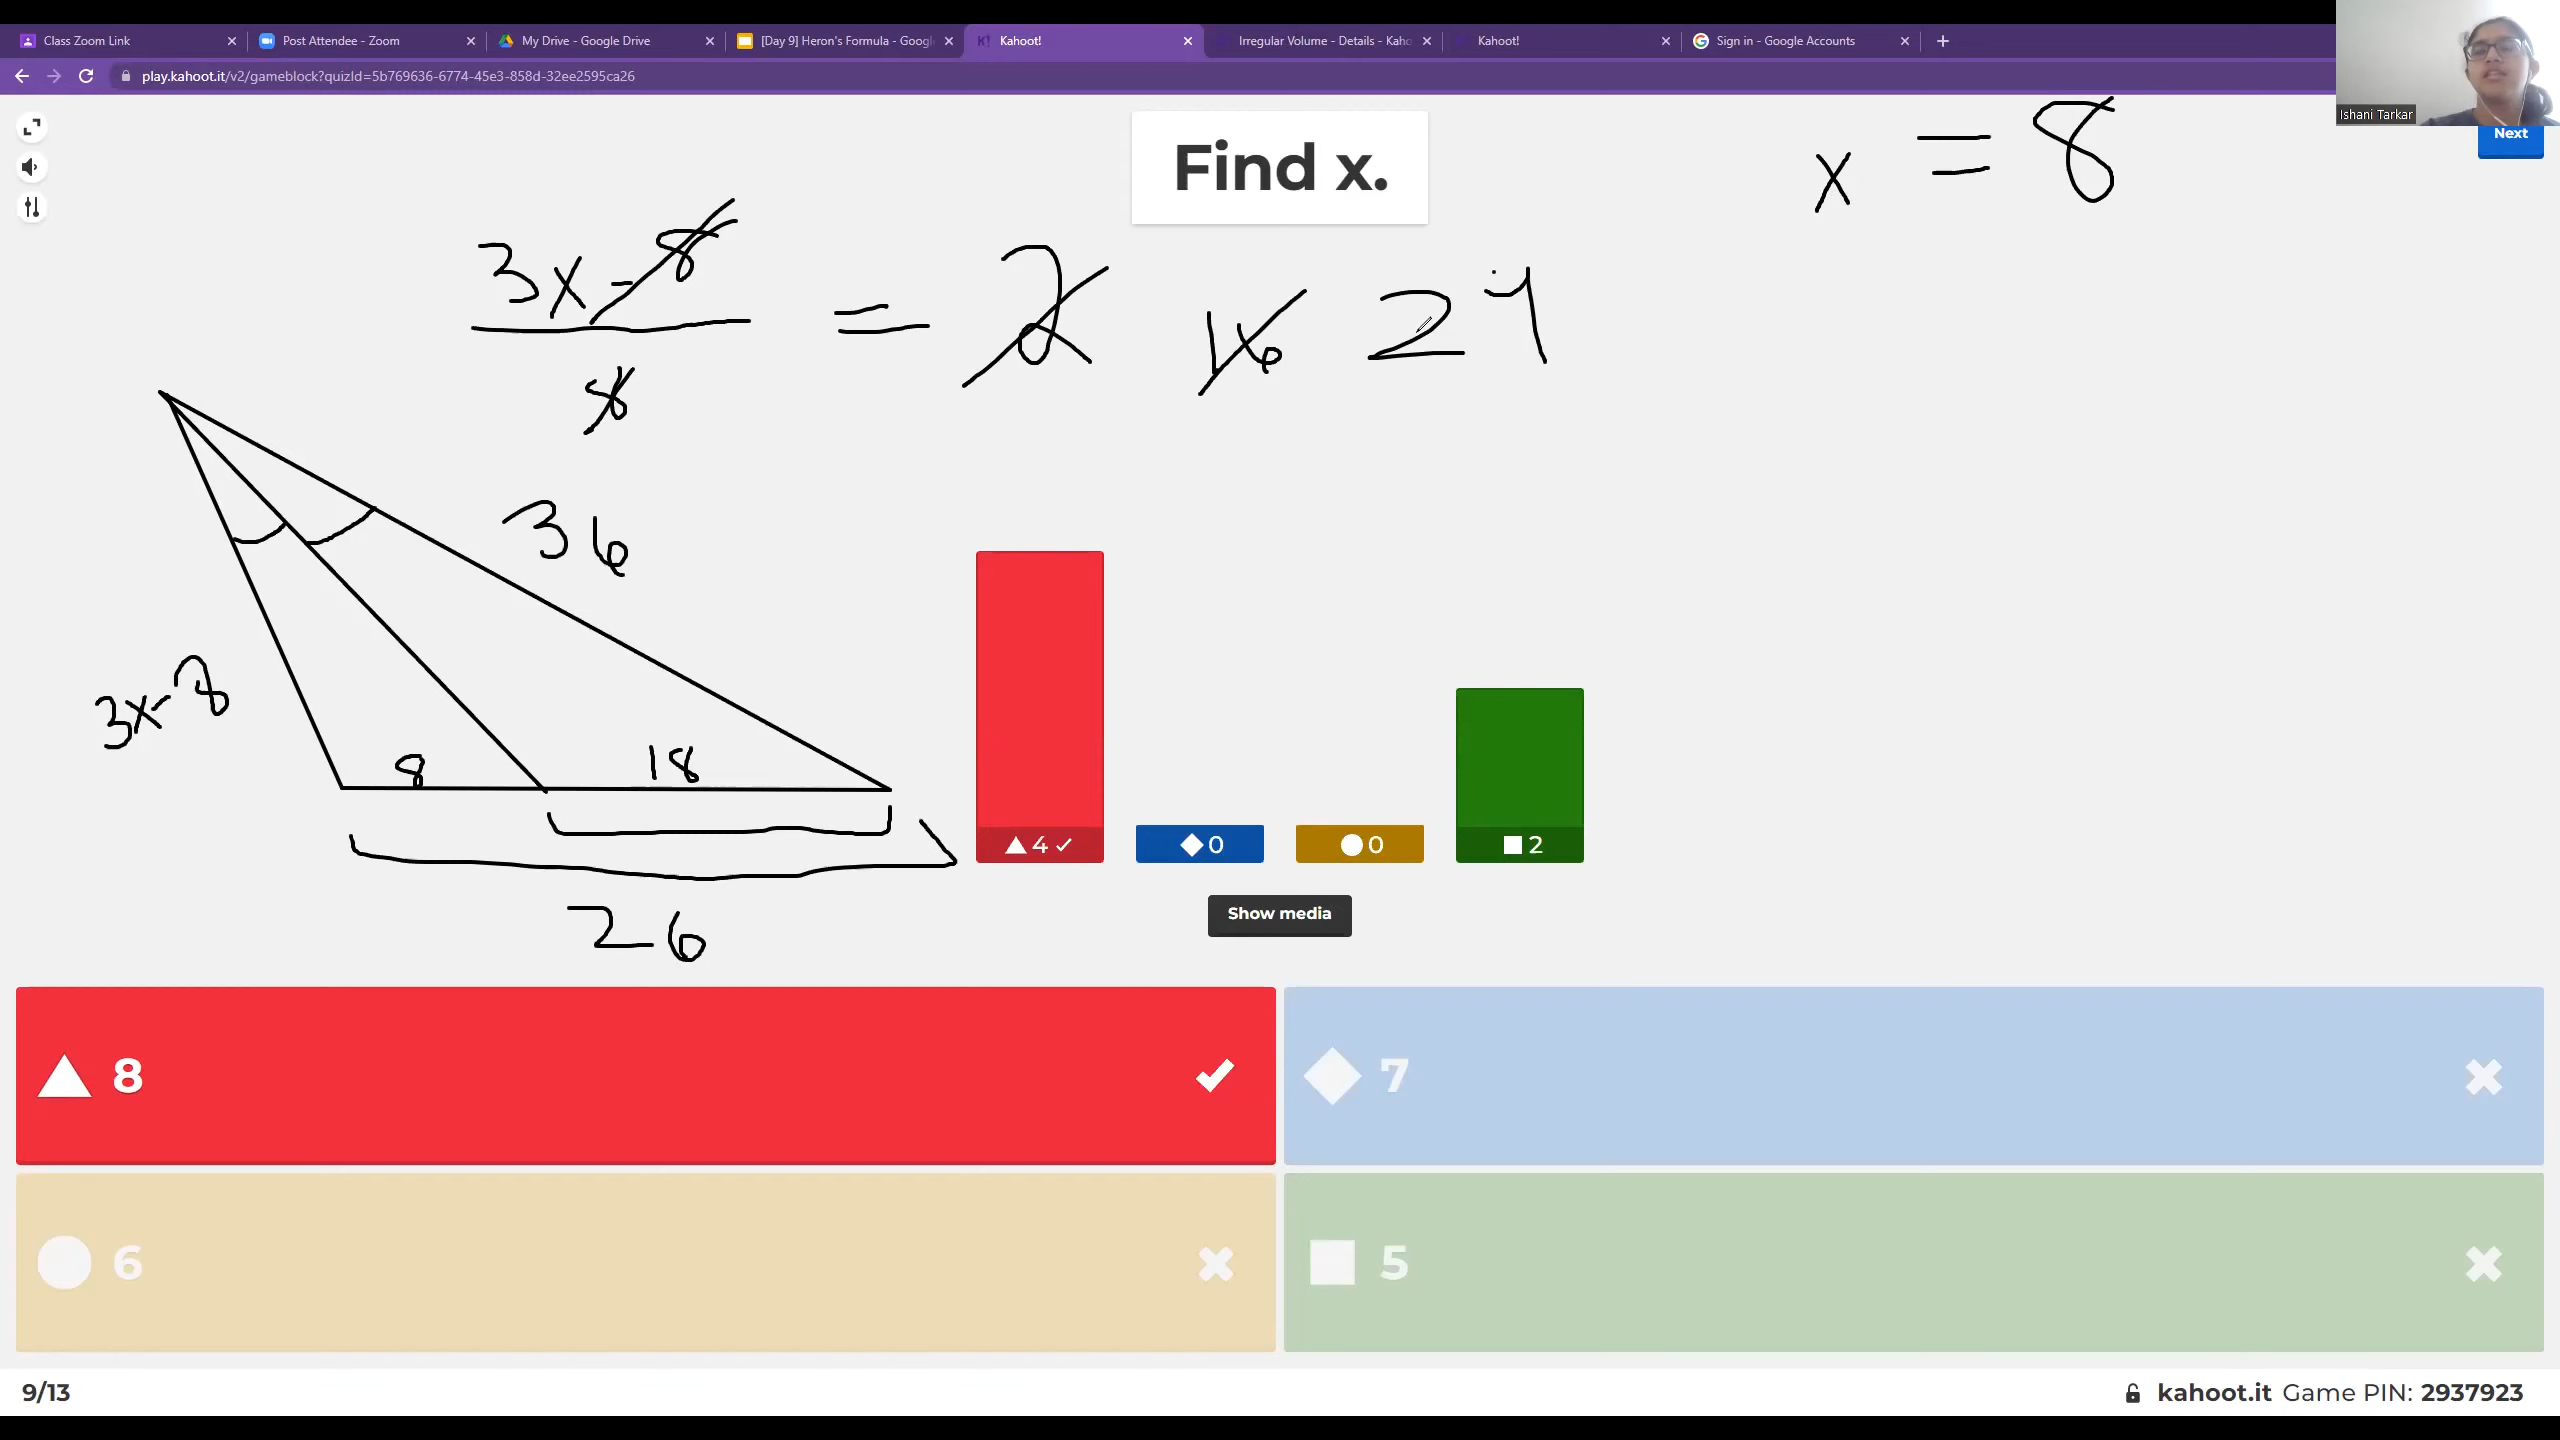 Class Zoom Link
Post Attendee - Zoom
My Drive - Google Drive
[Day 9] Heron's Formula - Googl
Kahoot!
Irregular Volume - Details - Kaho
Kahoot!
Sign in - Google Accounts
play.kahoot.it/v2/gameblock?quizId=5b769636-6774-45e3-858d-32ee2595ca26
Ishani Tarkar
Next
Find x.
x = 8
3x - 8
= 2 16 24
8
36
3x-8
8 18
26
4
0
0
2
Show media
8
7
6
5
9/13
kahoot.it Game PIN: 2937923